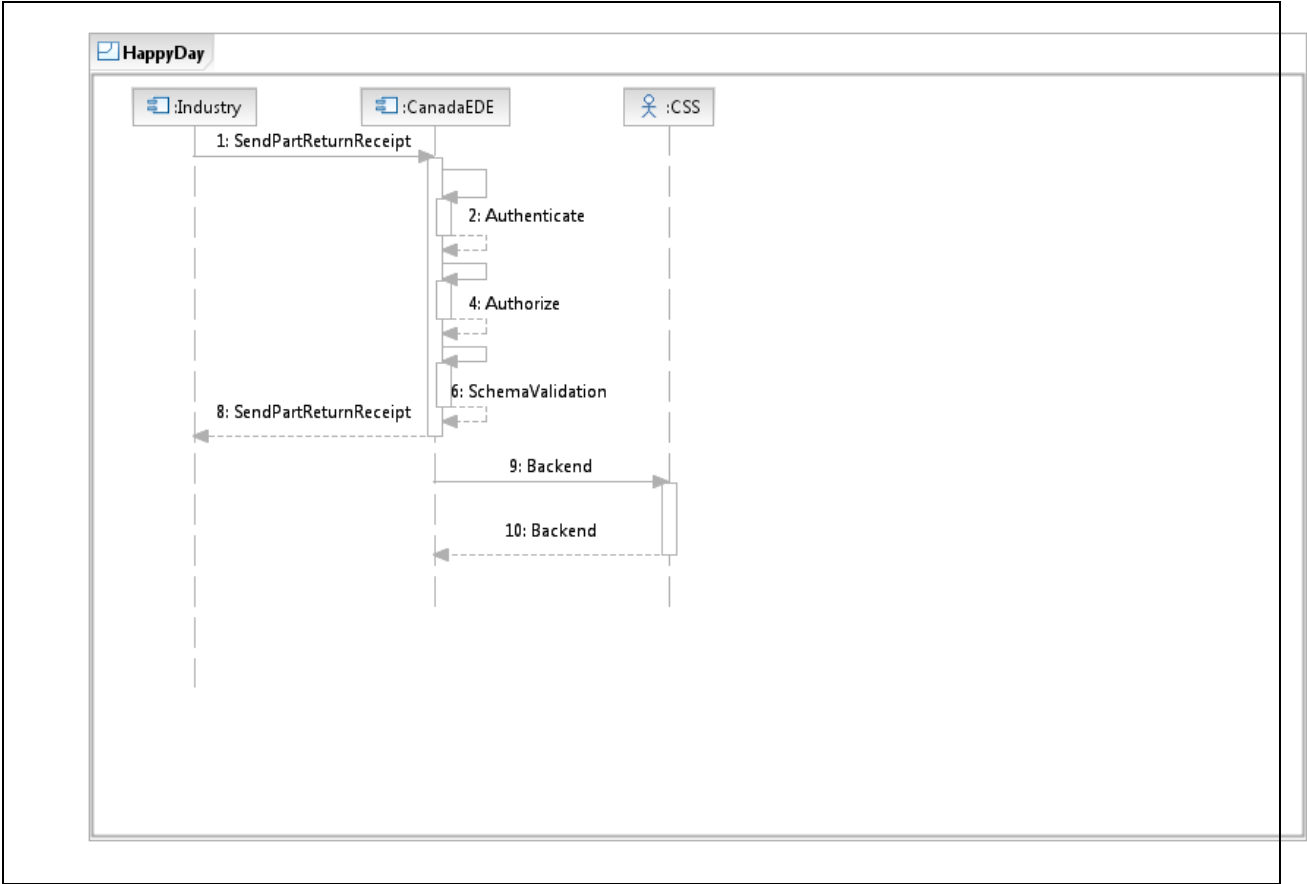 HappyDay
:Industry
:CanadaEDE
:CSS
1: SendPartReturnReceipt
2: Authenticate
4: Authorize
6: SchemaValidation
8: SendPartReturnReceipt
9: Backend
10: Backend